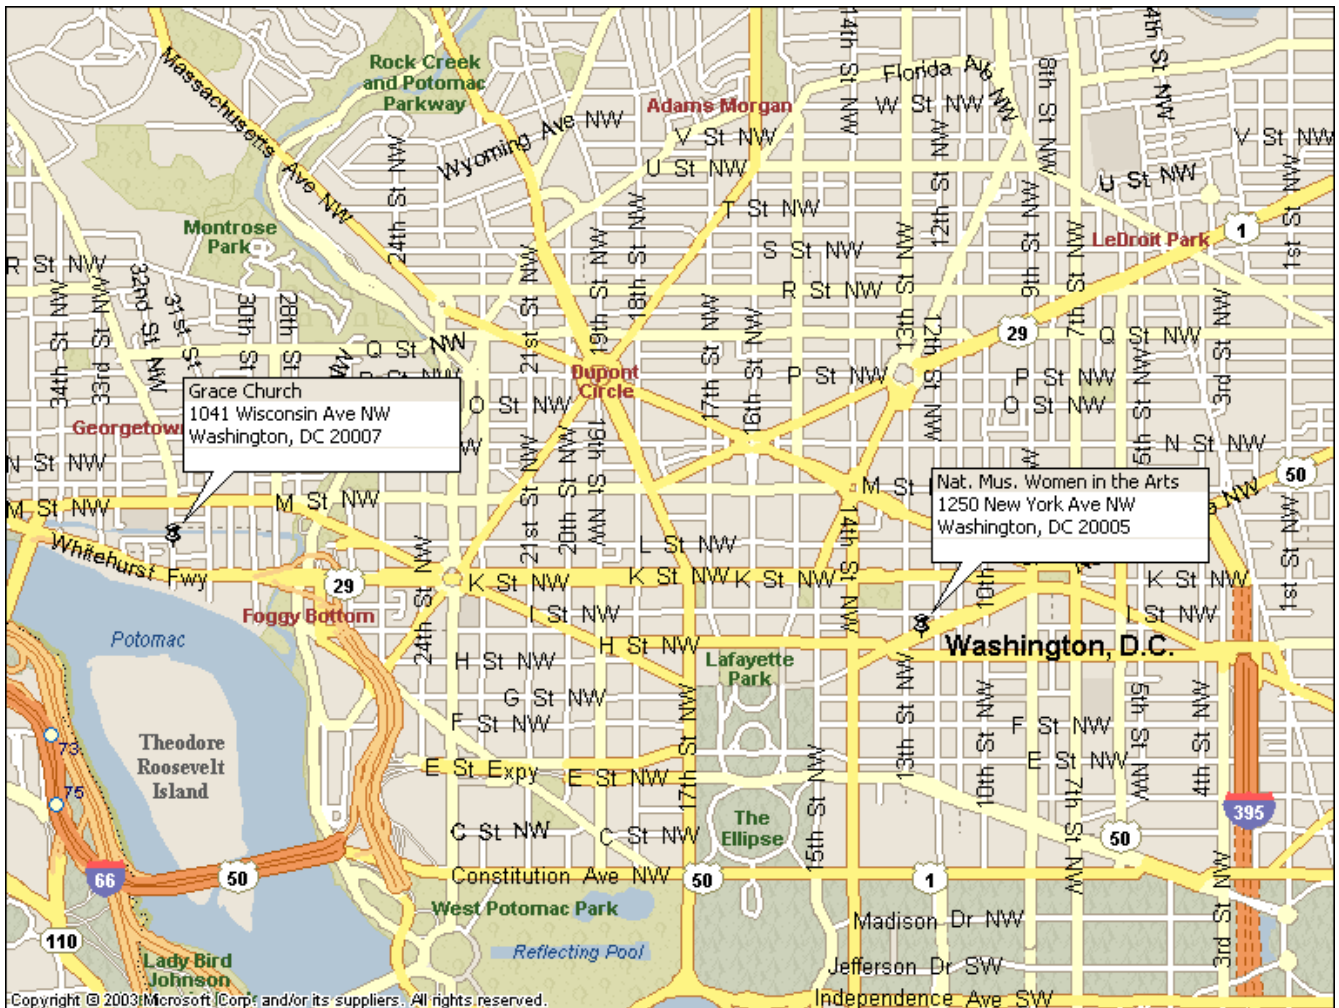 Massachusetts Ave NW
Rock Creek
and Potomac
Parkway
Wyoming Ave NW
Adams Morgan
14th St NW
Florida Ave NW
8th St NW
4th St NW
W St NW
V St NW
V St NW
U St NW
U St NW
24th St NW
12th St NW
T St NW
18th St NW
19th St NW
21st St NW
Montrose
Park
S St NW
LeDroit Park
1
1st St NW
9th St NW
7th St NW
13th St NW
R St NW
R St NW
32nd St NW
31st St
30th St
28th St
34th St NW
33rd St NW
17th St NW
16th St NW
12th St NW
29
3rd St NW
Q St NW
Q St NW
Dupont
Circle
P St NW
P St NW
O St NW
O St NW
5th St NW
Grace Church
1041 Wisconsin Ave NW
Washington, DC 20007
Georgetown
N St NW
N St NW
21st St NW
20th St NW
19th St NW
50
Nat. Mus. Women in the Arts
1250 New York Ave NW
Washington, DC 20005
M St NW
M St NW
M St
14th St NW
1st St NW
Whitehurst Fwy
L St NW
29
24th St NW
K St NW
K St NW
K St NW
K St NW
10th
Foggy Bottom
I St NW
I St NW
Potomac
H St NW
H St NW
Lafayette
Park
Washington, D.C.
G St NW
17th St NW
13th St NW
10th St NW
5th St NW
4th St NW
F St NW
F St NW
Theodore
Roosevelt
Island
73
75
E St Expy
E St NW
E St NW
15th St NW
7th St NW
395
The
Ellipse
C St NW
C St NW
50
66
50
Constitution Ave NW
50
1
3rd St NW
West Potomac Park
Madison Dr NW
110
Reflecting Pool
Lady Bird
Johnson
Jefferson Dr SW
Independence Ave SW
Copyright © 2003 Microsoft Corp. and/or its suppliers. All rights reserved.